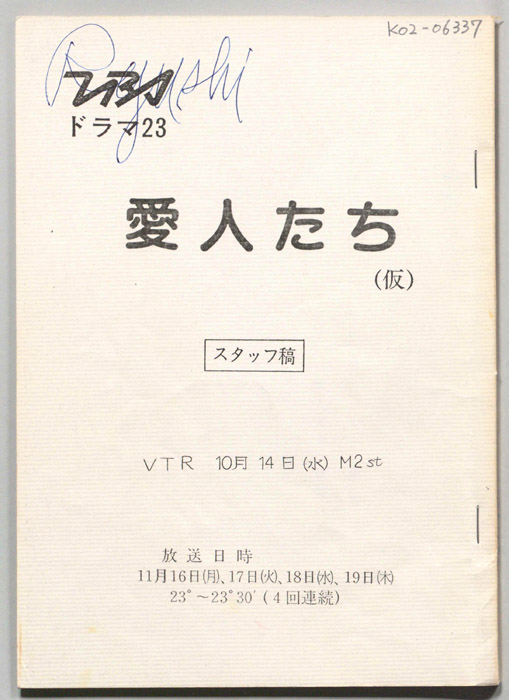 K02-06337
Ryushi
TBS
ドラマ23
愛人たち
(仮)
スタッフ稿
VTR 10月14日(水) M2st
放送日時
11月16日(月)、17日(火)、18日(水)、19日(木)
23°～23°30′(4回連続)